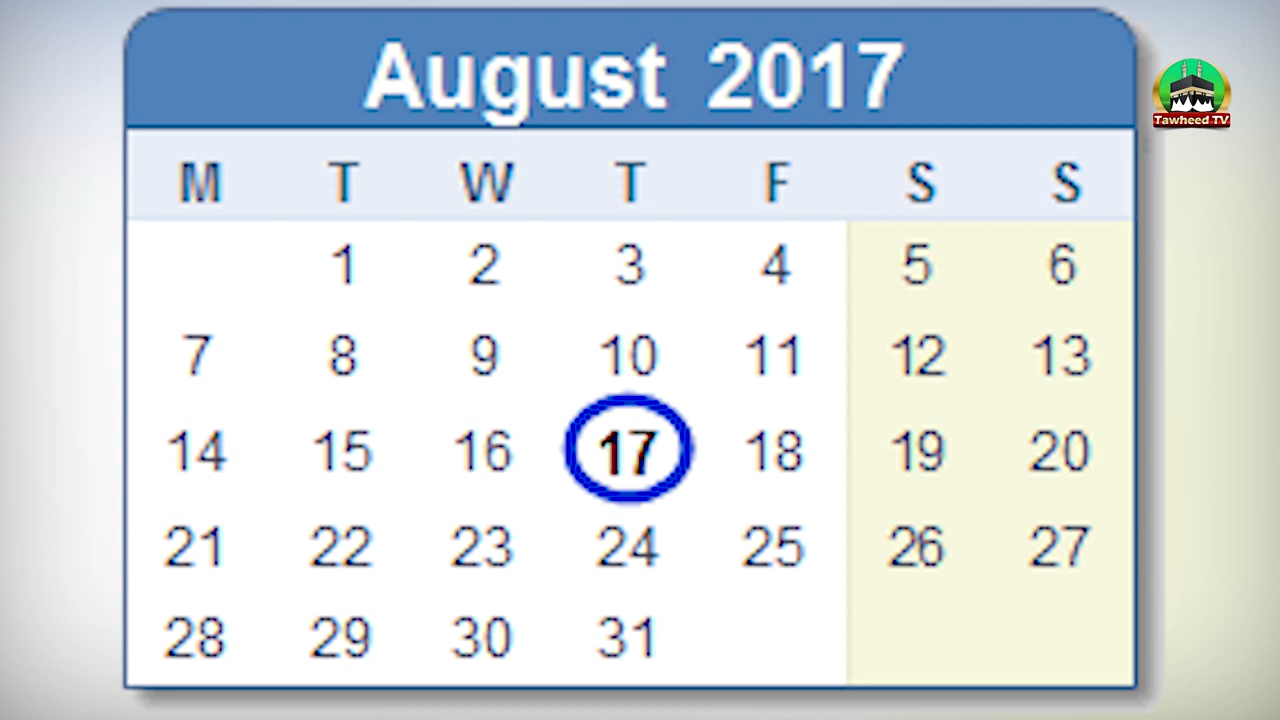 August 2017
Tawheed TV
M T W T F S S
1 2 3 4 5 6
7 8 9 10 11 12 13
14 15 16 17 18 19 20
21 22 23 24 25 26 27
28 29 30 31